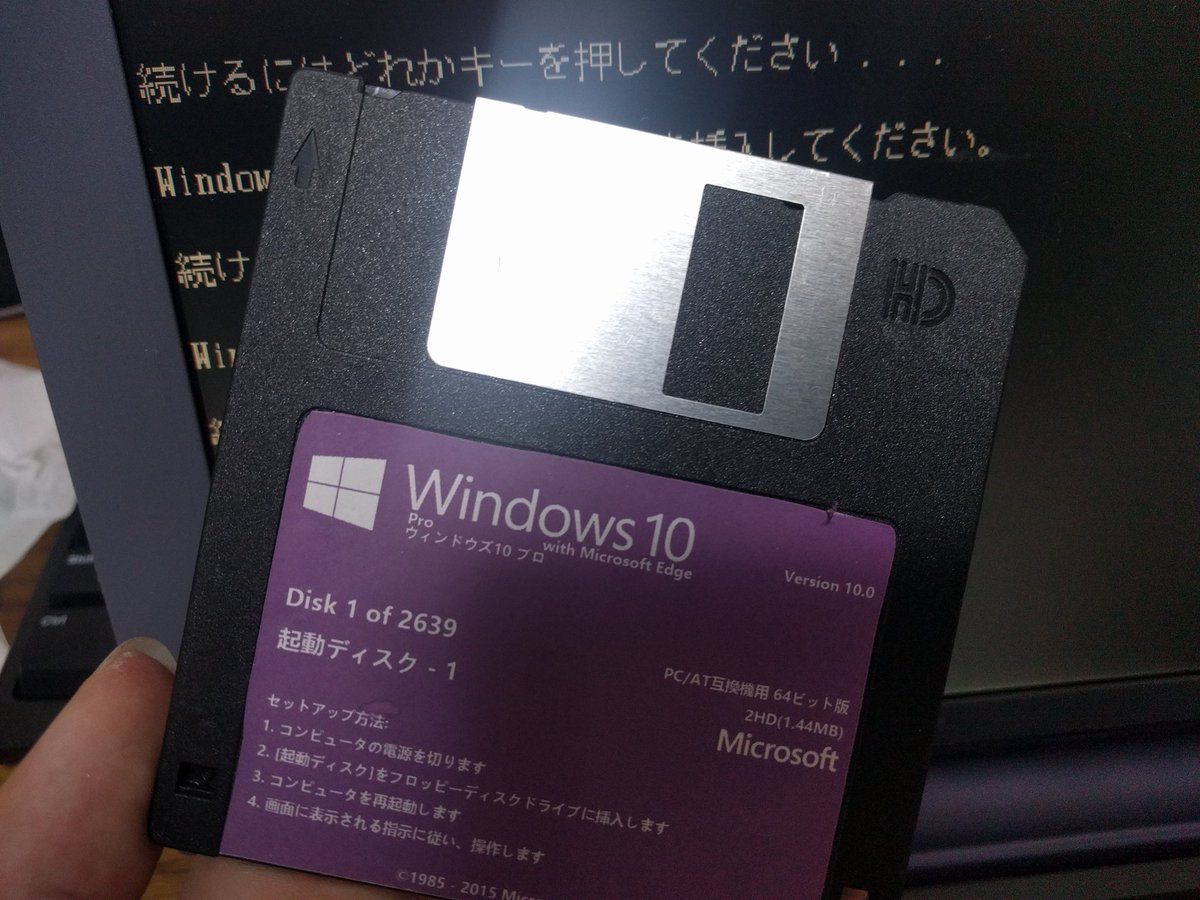 続けるにはどれかキーを押してください . . .
挿入してください。
続け
HD
Windows 10
Pro
with Microsoft Edge
ウィンドウズ10 プロ
Version 10.0
Disk 1 of 2639
起動ディスク - 1
PC/AT互換機用 64ビット版
2HD(1.44MB)
Microsoft
セットアップ方法:
1. コンピュータの電源を切ります
2. [起動ディスク]をフロッピーディスクドライブに挿入します
3. コンピュータを再起動します
4. 画面に表示される指示に従い、操作します
©1985 - 2015